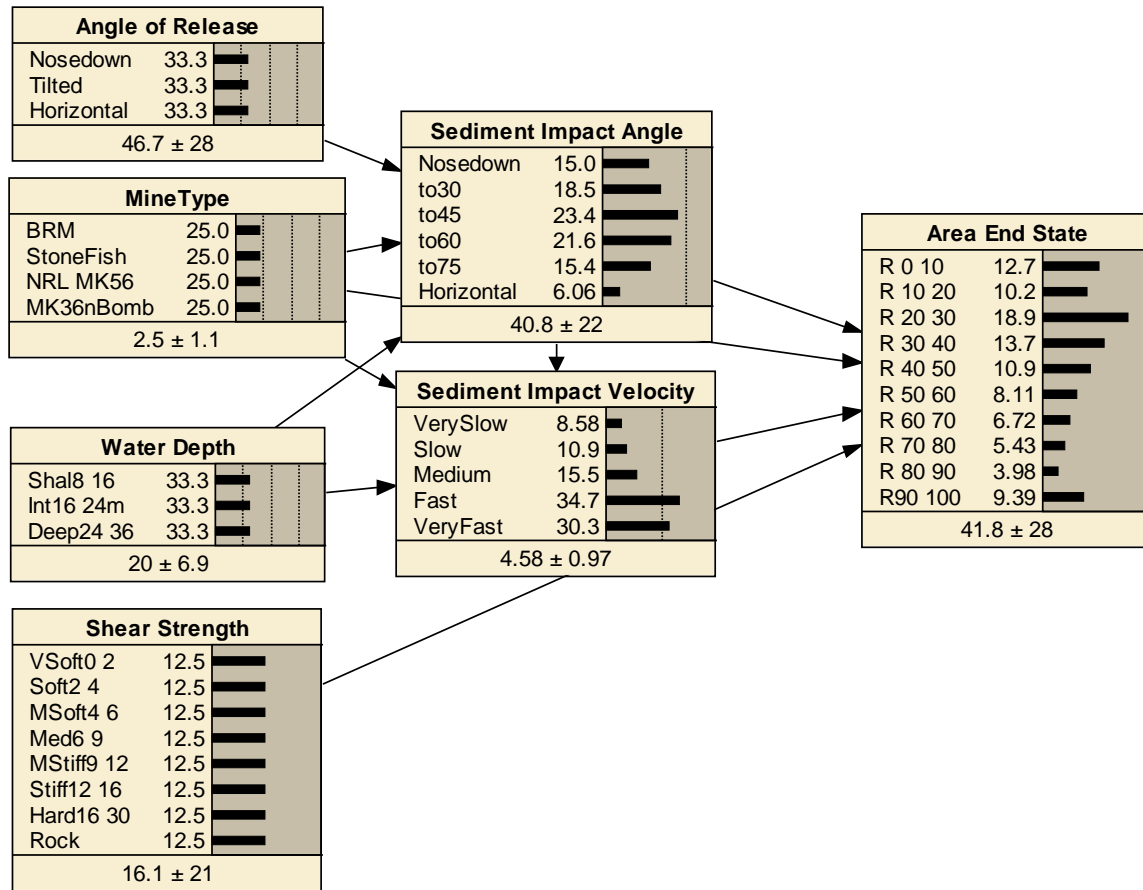 Angle of Release
Nosedown 33.3
Tilted 33.3
Horizontal 33.3
46.7 ± 28
MineType
BRM 25.0
StoneFish 25.0
NRL MK56 25.0
MK36nBomb 25.0
2.5 ± 1.1
Water Depth
Shal8 16 33.3
Int16 24m 33.3
Deep24 36 33.3
20 ± 6.9
Shear Strength
VSoft0 2 12.5
Soft2 4 12.5
MSoft4 6 12.5
Med6 9 12.5
MStiff9 12 12.5
Stiff12 16 12.5
Hard16 30 12.5
Rock 12.5
16.1 ± 21
Sediment Impact Angle
Nosedown 15.0
to30 18.5
to45 23.4
to60 21.6
to75 15.4
Horizontal 6.06
40.8 ± 22
Sediment Impact Velocity
VerySlow 8.58
Slow 10.9
Medium 15.5
Fast 34.7
VeryFast 30.3
4.58 ± 0.97
Area End State
R 0 10 12.7
R 10 20 10.2
R 20 30 18.9
R 30 40 13.7
R 40 50 10.9
R 50 60 8.11
R 60 70 6.72
R 70 80 5.43
R 80 90 3.98
R90 100 9.39
41.8 ± 28